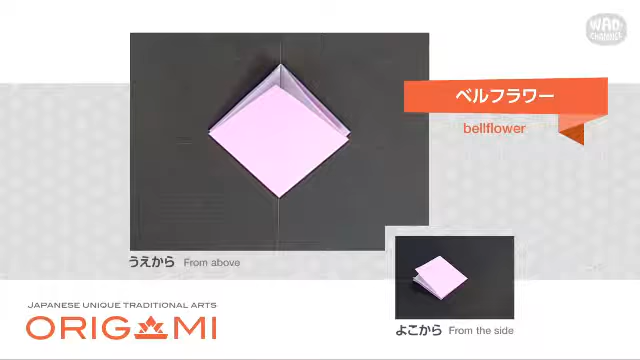 WAO!
CHANNEL
ベルフラワー
bellflower
うえから From above
よこから From the side
JAPANESE UNIQUE TRADITIONAL ARTS
ORIGAMI